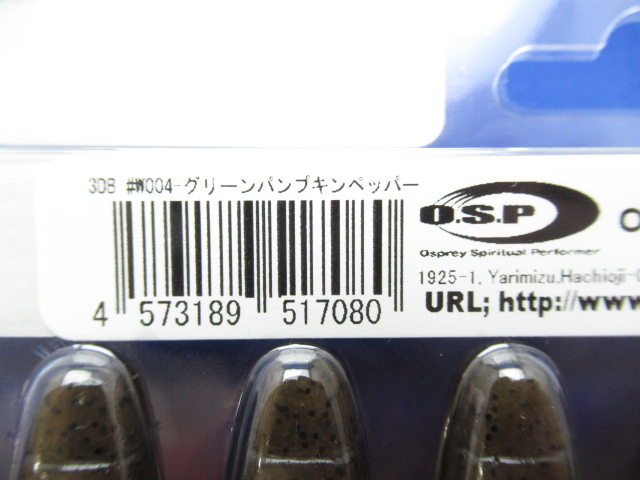 3DB #W004-グリーンパンプキンペッパー
O.S.P
Osprey Spiritual Performer
1925-1, Yarimizu,Hachioji-
URL; http://www
4 573189 517080